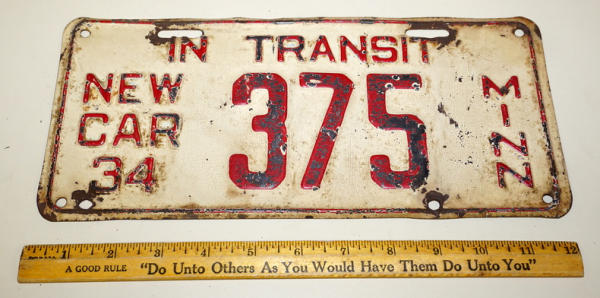 IN TRANSIT
NEW
CAR
34
375
MINN
1 2 3 4 5 6 7 8 9 10 11 12
A GOOD RULE "Do Unto Others As You Would Have Them Do Unto You"